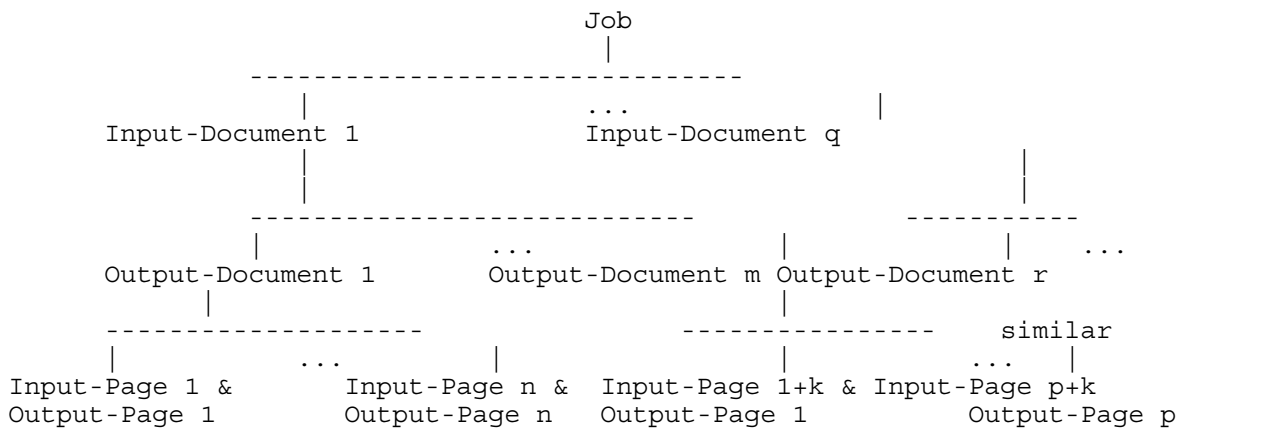 Job
|
-------------------------------
| ... |
Input-Document 1 Input-Document q
| |
| |
---------------------------- -----------
| ... | | ...
Output-Document 1 Output-Document m Output-Document r
| |
-------------------- ---------------- similar
| ... | | ... |
Input-Page 1 & Input-Page n & Input-Page 1+k & Input-Page p+k
Output-Page 1 Output-Page n Output-Page 1 Output-Page p